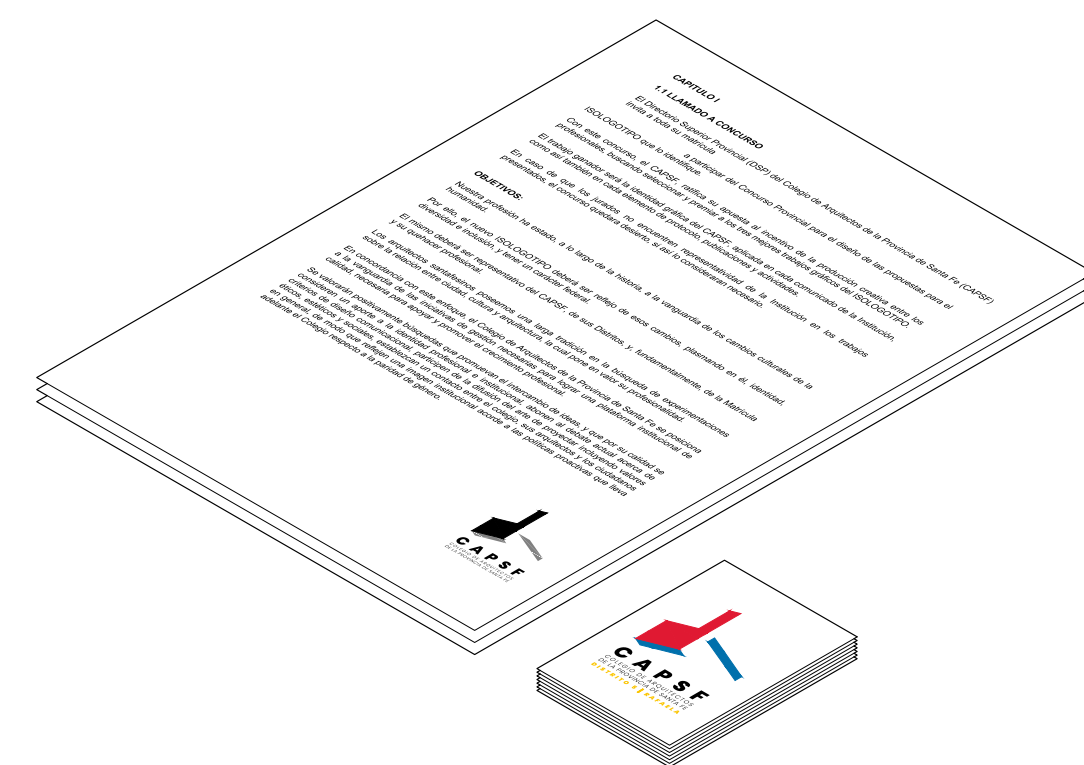 CAPITULO I
1.1 LLAMADO A CONCURSO
El Directorio Superior Provincial (DSP) del Colegio de Arquitectos de la Provincia de Santa Fe (CAPSF)
invita a toda su matrícula
a participar del Concurso Provincial para el diseño de las propuestas para el
ISOLOGOTIPO que lo identifique.
Con este concurso, el CAPSF, ratifica su apuesta al incentivo de la producción creativa entre los
profesionales, buscando seleccionar y premiar a los tres mejores trabajos gráficos del ISOLOGOTIPO.
El trabajo ganador será la identidad gráfica del CAPSF, aplicada en cada comunicado de la Institución,
como así también en cada elemento de protocolo, publicaciones y actividades.
En caso de que los jurados no encuentren representatividad de la Institución en los trabajos
presentados, el concurso quedara desierto, si así lo consideraran necesario.
OBJETIVOS:
Nuestra profesión ha estado, a lo largo de la historia, a la vanguardia de los cambios culturales de la
humanidad.
Por ello, el nuevo ISOLOGOTIPO deberá ser reflejo de esos cambios, plasmando en él, identidad,
diversidad e inclusión, y tener un carácter federal.
El mismo deberá ser representativo del CAPSF, de sus Distritos, y, fundamentalmente, de la Matrícula
y su quehacer profesional.
Los arquitectos santafesinos poseemos una larga tradición en la búsqueda de experimentaciones
sobre la relación entre ciudad, cultura y arquitectura, la cual pone en valor su profesionalidad.
En concordancia con este enfoque, el Colegio de Arquitectos de la Provincia de Santa Fe se posiciona
a la vanguardia de las iniciativas de gestión necesarias para lograr una plataforma institucional de
calidad, necesaria para apoyar y promover el crecimiento profesional.
Se valorarán positivamente búsquedas que promuevan el intercambio de ideas, y que por su calidad se
consideren un aporte a la identidad profesional e institucional, abonen al debate actual acerca de
criterios de diseño comunicacional, participen de la difusión del arte de proyectar incluyendo valores
éticos, estéticos y sociales, establezcan un contacto entre el colegio, sus arquitectos y los ciudadanos
en general, de modo que reflejen una imagen institucional acorde a las políticas proactivas que lleva
adelante el Colegio respecto a la paridad de género.
CAPSF
COLEGIO DE ARQUITECTOS
DE LA PROVINCIA DE SANTA FE
CAPSF
COLEGIO DE ARQUITECTOS
DE LA PROVINCIA DE SANTA FE
DISTRITO 5 RAFAELA